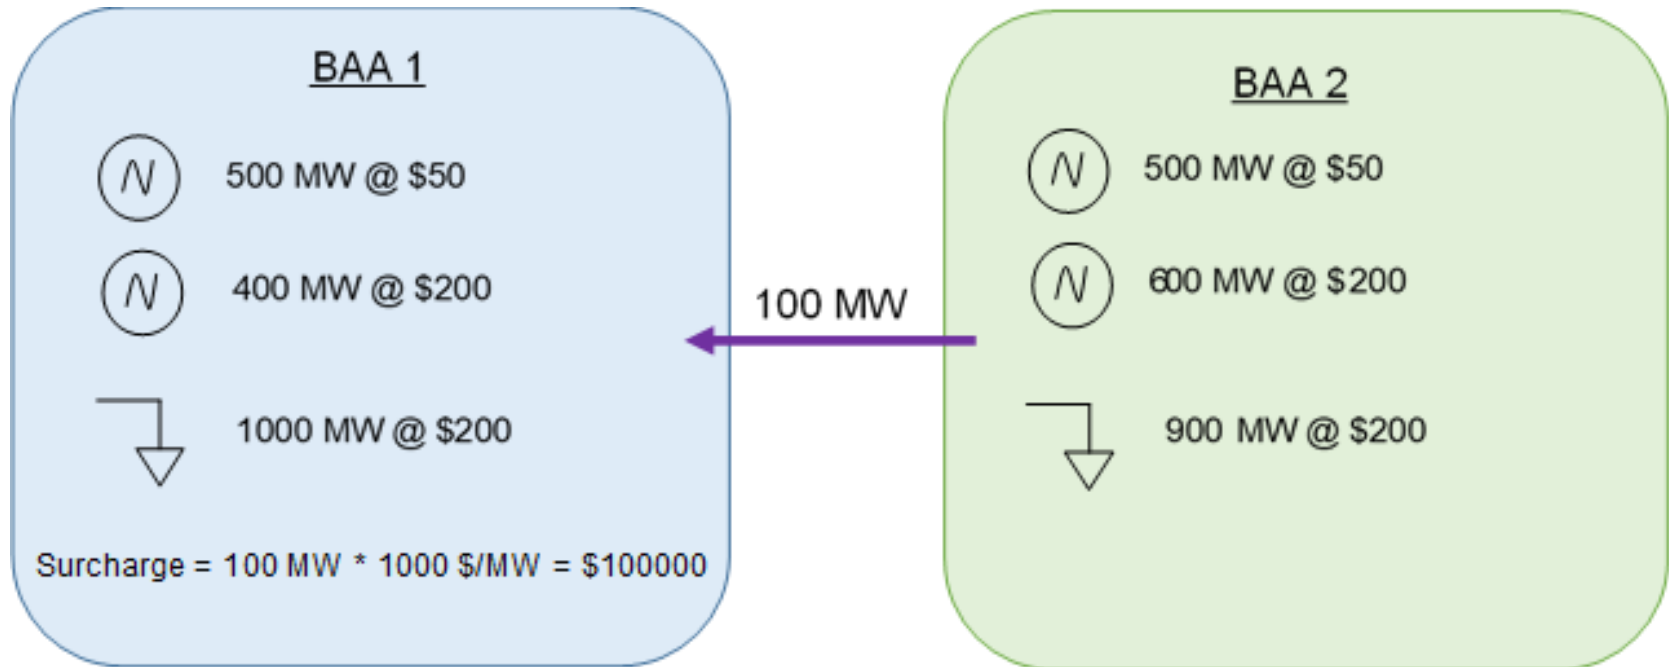 BAA 1
500 MW @ $50
400 MW @ $200
1000 MW @ $200
Surcharge = 100 MW * 1000 $/MW = $100000
100 MW
BAA 2
500 MW @ $50
600 MW @ $200
900 MW @ $200